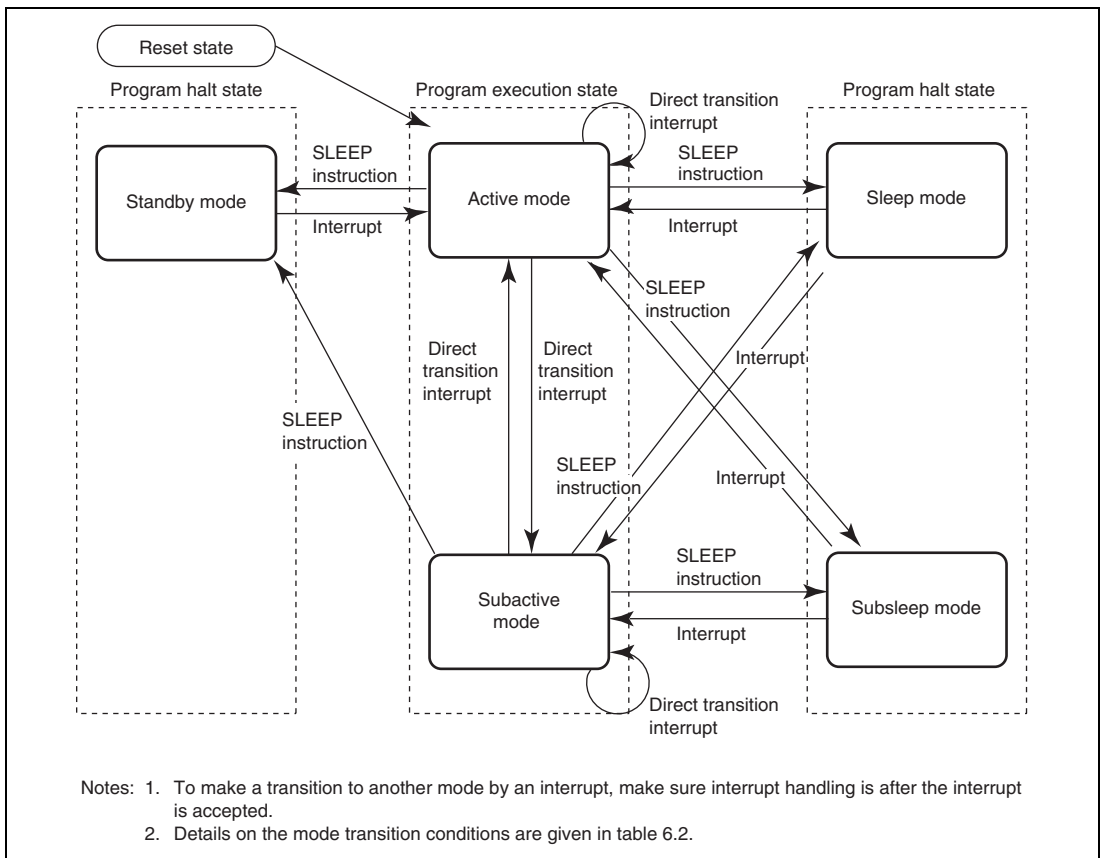 Reset state
Program halt state
Program execution state
Program halt state
Direct transition
interrupt
SLEEP
instruction
SLEEP
instruction
Standby mode
Active mode
Sleep mode
Interrupt
Interrupt
SLEEP
instruction
Direct
transition
interrupt
Direct
transition
interrupt
Interrupt
SLEEP
instruction
SLEEP
instruction
Interrupt
SLEEP
instruction
Subactive
mode
Subsleep mode
Interrupt
Direct transition
interrupt
Notes: 1. To make a transition to another mode by an interrupt, make sure interrupt handling is after the interrupt
is accepted.
2. Details on the mode transition conditions are given in table 6.2.